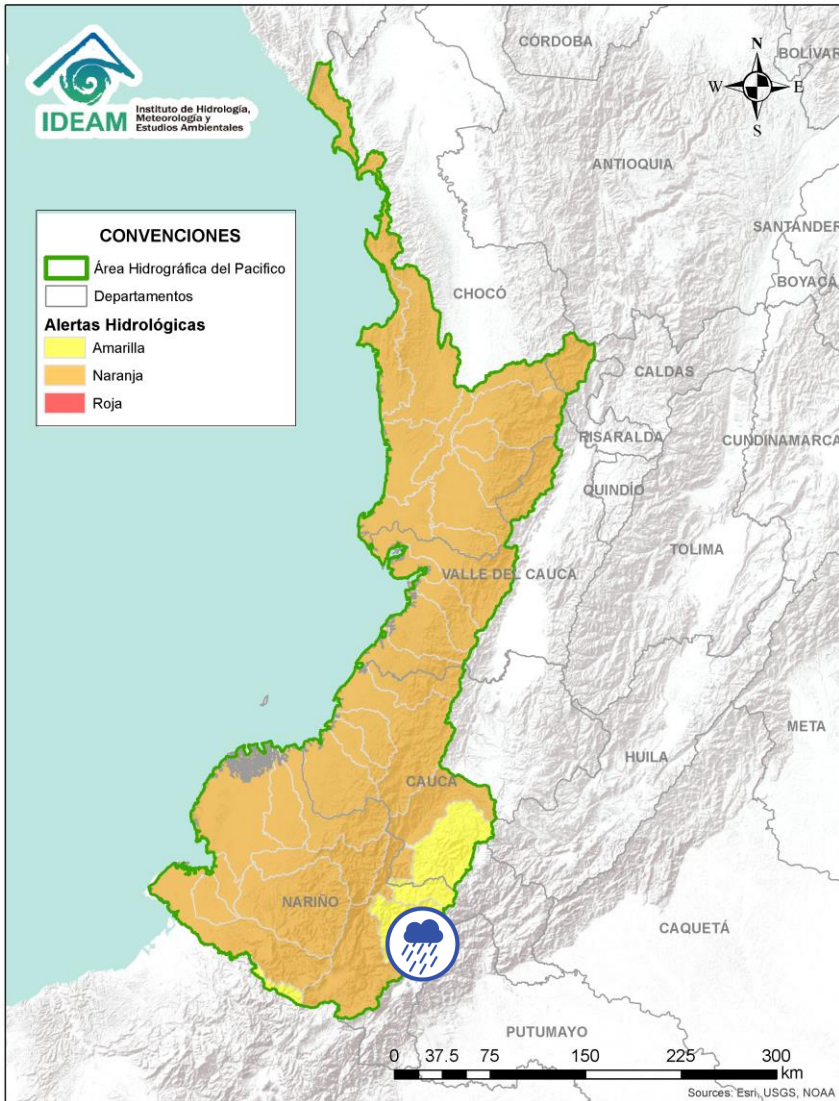 IDEAM
Instituto de Hidrología,
Meteorología y
Estudios Ambientales
CÓRDOBA
BOLÍVAR
N
W
E
S
ANTIOQUIA
SANTANDER
BOYACÁ
CONVENCIONES
Área Hidrográfica del Pacifico
Departamentos
Alertas Hidrológicas
Amarilla
Naranja
Roja
CHOCÓ
CALDAS
RISARALDA
CUNDINAMARCA
QUINDÍO
TOLIMA
VALLE DEL CAUCA
META
HUILA
CAUCA
NARIÑO
CAQUETÁ
PUTUMAYO
0 37.5 75 150 225 300
km
Sources: Esri, USGS, NOAA